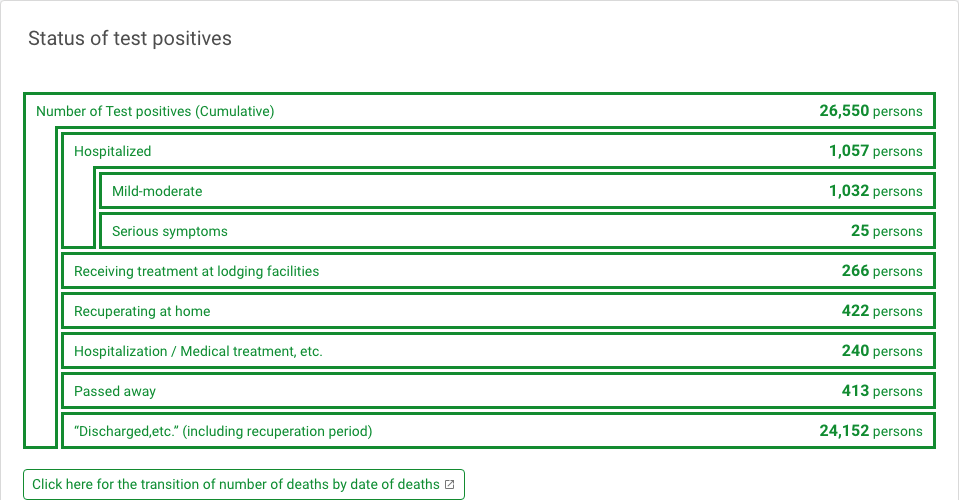 Status of test positives
Number of Test positives (Cumulative) 26,550 persons
Hospitalized 1,057 persons
Mild-moderate 1,032 persons
Serious symptoms 25 persons
Receiving treatment at lodging facilities 266 persons
Recuperating at home 422 persons
Hospitalization / Medical treatment, etc. 240 persons
Passed away 413 persons
“Discharged,etc.” (including recuperation period) 24,152 persons
Click here for the transition of number of deaths by date of deaths